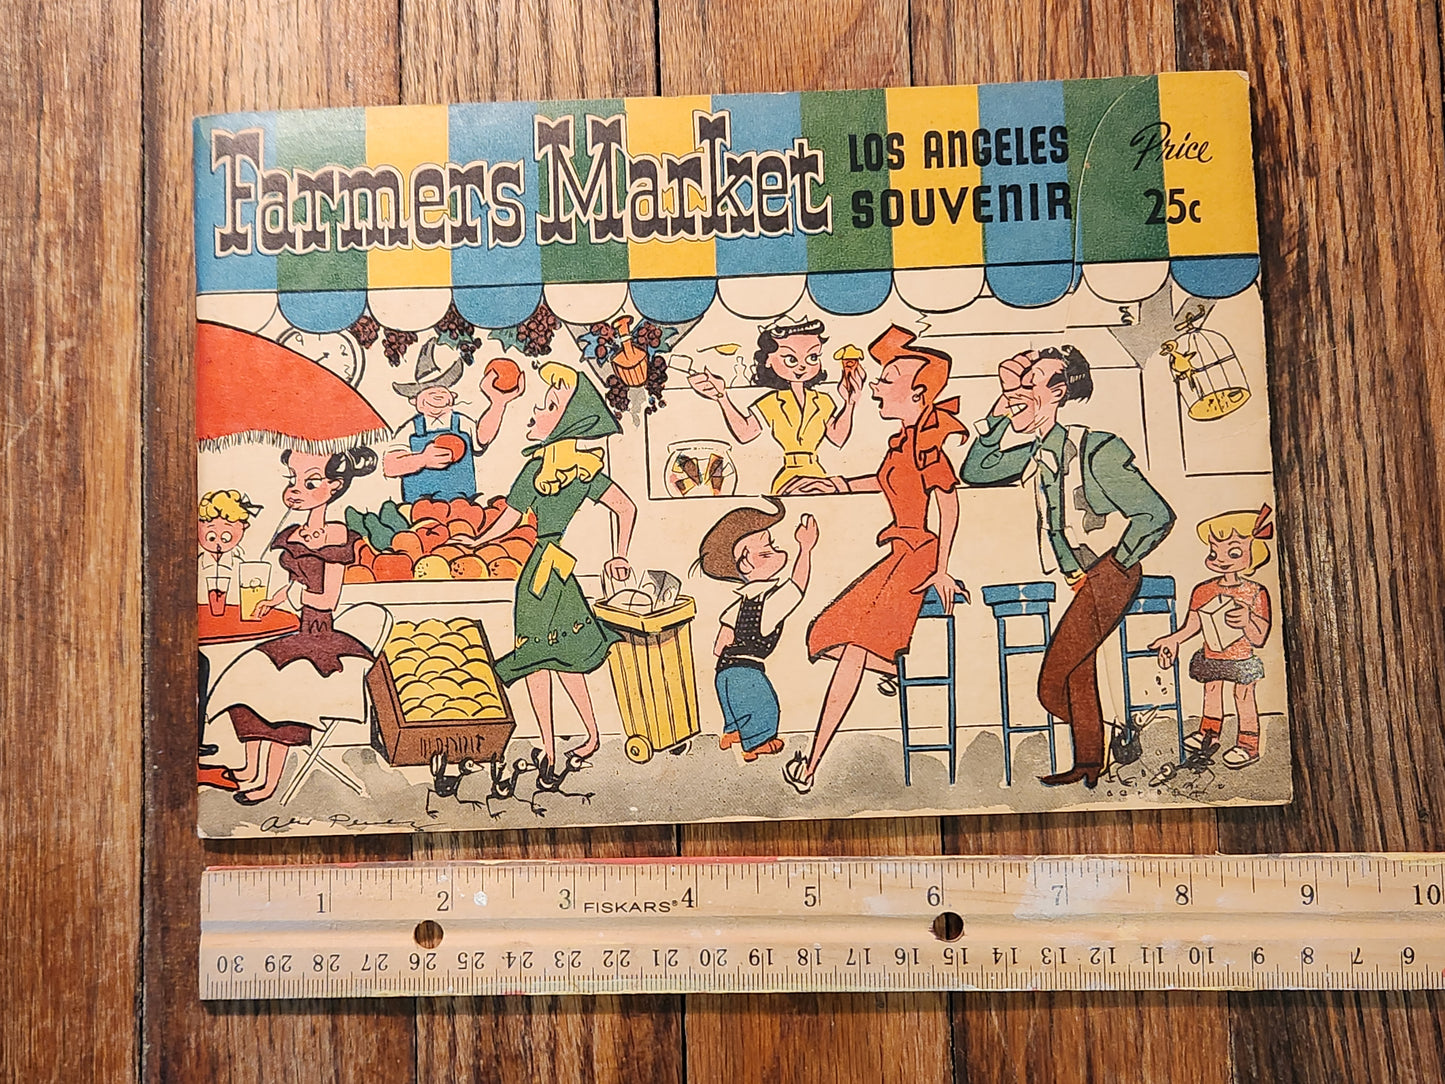 Farmers Market
LOS ANGELES
SOUVENIR
Price
25c
1 2 3 FISKARS® 4 5 6 7 8 9 10
30 29 28 27 26 25 24 23 22 21 20 19 18 17 16 15 14 13 12 11 10 9 8 7 6